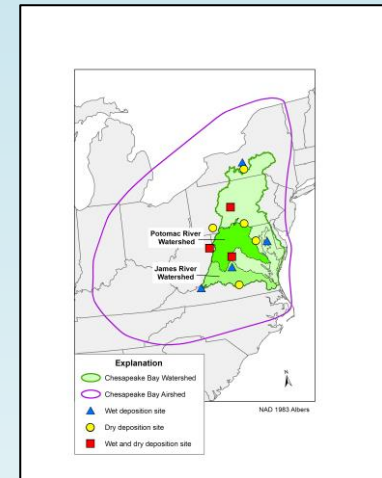 Potomac River
Watershed
James River
Watershed
Explanation
Chesapeake Bay Watershed
Chesapeake Bay Airshed
Wet deposition site
Dry deposition site
Wet and dry deposition site
N
NAD 1983 Albers